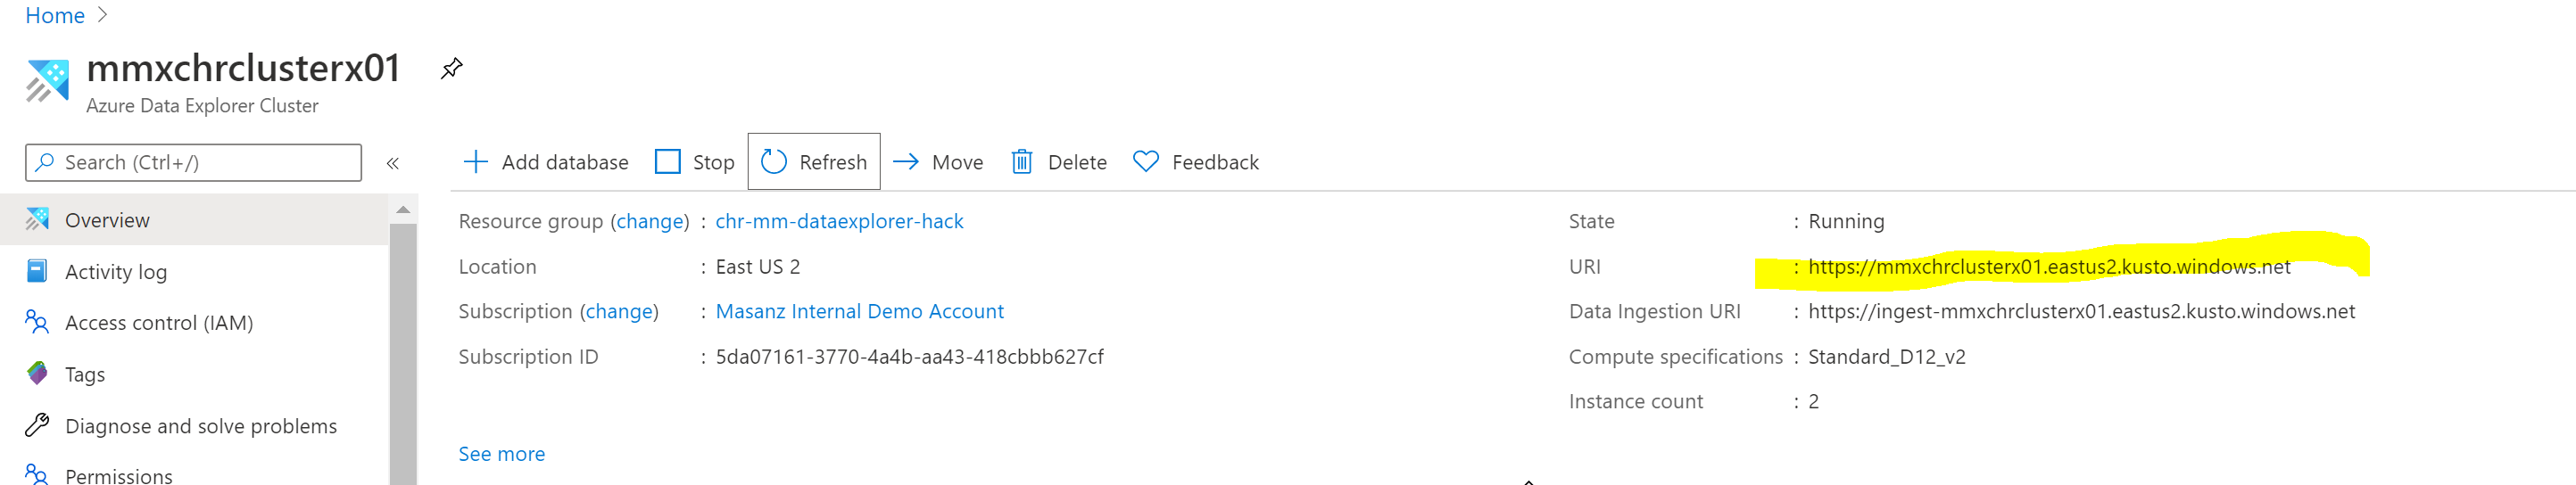 Home >
mmxchrclusterx01
Azure Data Explorer Cluster
Search (Ctrl+/)
«
Add database
Stop
Refresh
Move
Delete
Feedback
Overview
Activity log
Access control (IAM)
Tags
Diagnose and solve problems
Permissions
Resource group (change) : chr-mm-dataexplorer-hack
Location : East US 2
Subscription (change) : Masanz Internal Demo Account
Subscription ID : 5da07161-3770-4a4b-aa43-418cbbb627cf
See more
State : Running
URI : https://mmxchrclusterx01.eastus2.kusto.windows.net
Data Ingestion URI : https://ingest-mmxchrclusterx01.eastus2.kusto.windows.net
Compute specifications : Standard_D12_v2
Instance count : 2